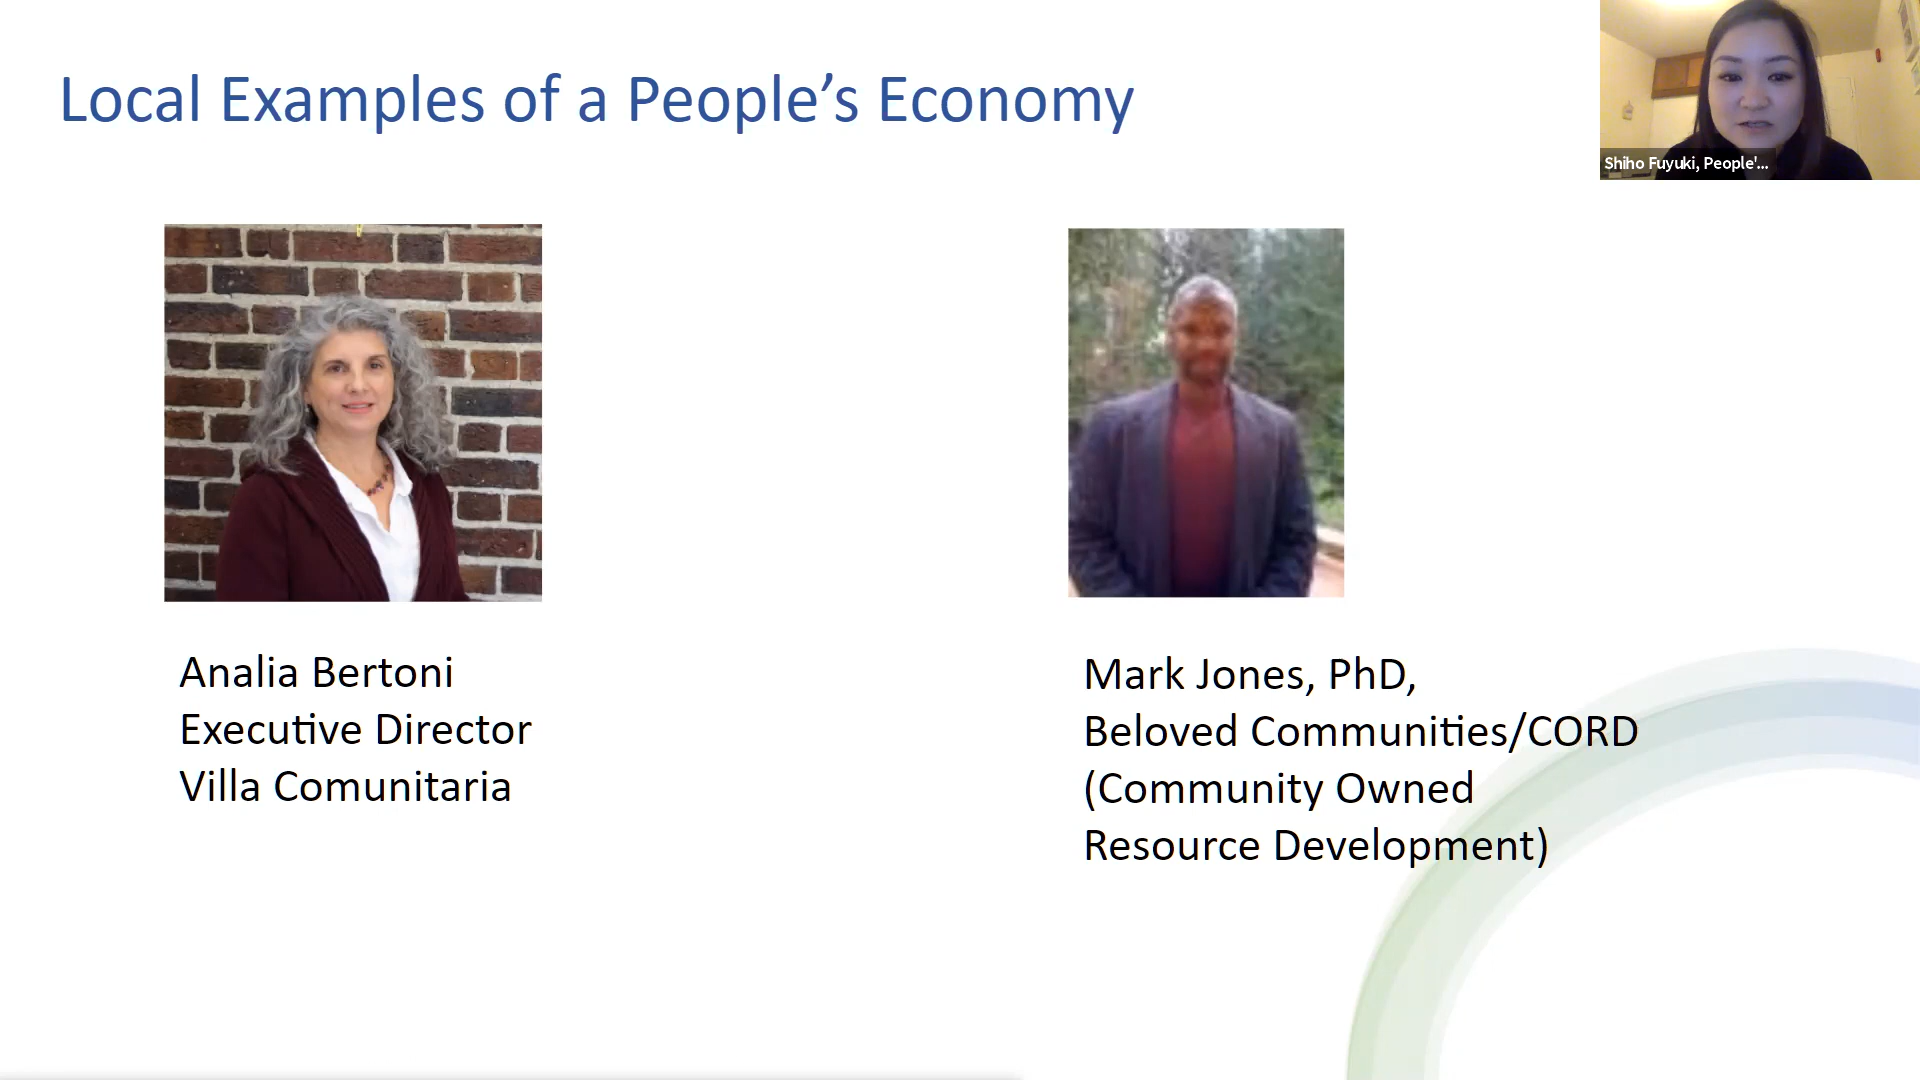 Local Examples of a People’s Economy
Shiho Fuyuki, People'...
Analia Bertoni
Executive Director
Villa Comunitaria
Mark Jones, PhD,
Beloved Communities/CORD
(Community Owned
Resource Development)